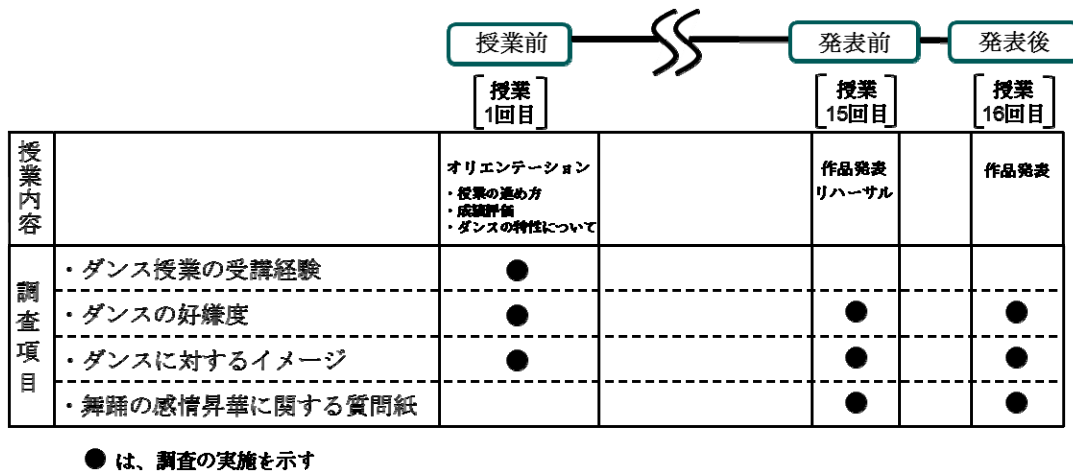 授業前 発表前 発表後
授業 授業 授業
1回目 15回目 16回目
授業内容
オリエンテーション
・授業の進め方
・成績評価
・ダンスの特性について
作品発表
リハーサル
作品発表
調査項目
・ダンス授業の受講経験 ●
・ダンスの好嫌度 ● ● ●
・ダンスに対するイメージ ● ● ●
・舞踊の感情昇華に関する質問紙 ● ●
● は、調査の実施を示す